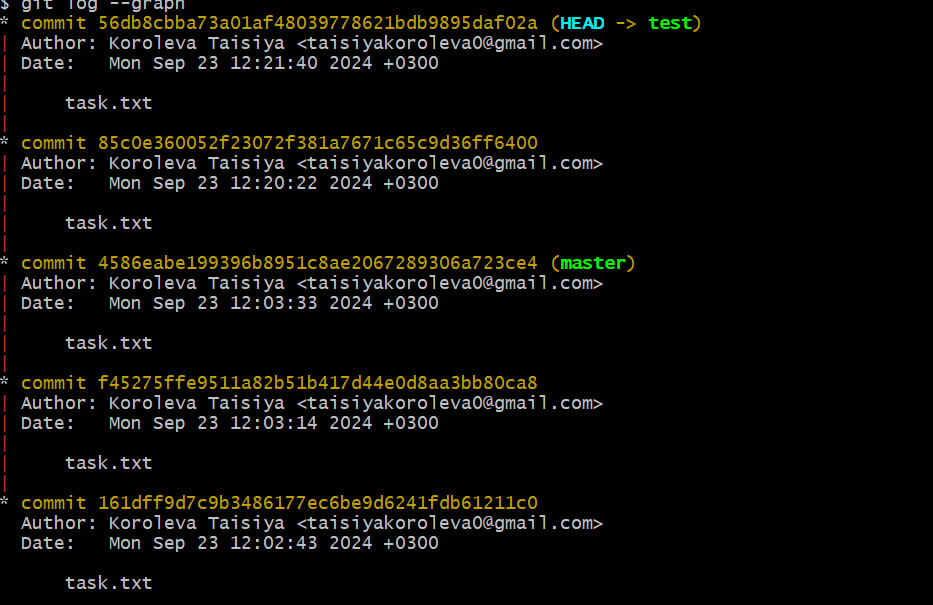 $ git log --graph
* commit 56db8cbba73a01af48039778621bdb9895daf02a (HEAD -> test)
| Author: Koroleva Taisiya <taisiyakoroleva0@gmail.com>
| Date:   Mon Sep 23 12:21:40 2024 +0300
|
|     task.txt
|
* commit 85c0e360052f23072f381a7671c65c9d36ff6400
| Author: Koroleva Taisiya <taisiyakoroleva0@gmail.com>
| Date:   Mon Sep 23 12:20:22 2024 +0300
|
|     task.txt
|
* commit 4586eabe199396b8951c8ae2067289306a723ce4 (master)
| Author: Koroleva Taisiya <taisiyakoroleva0@gmail.com>
| Date:   Mon Sep 23 12:03:33 2024 +0300
|
|     task.txt
|
* commit f45275ffe9511a82b51b417d44e0d8aa3bb80ca8
| Author: Koroleva Taisiya <taisiyakoroleva0@gmail.com>
| Date:   Mon Sep 23 12:03:14 2024 +0300
|
|     task.txt
|
* commit 161dff9d7c9b3486177ec6be9d6241fdb61211c0
  Author: Koroleva Taisiya <taisiyakoroleva0@gmail.com>
  Date:   Mon Sep 23 12:02:43 2024 +0300

      task.txt